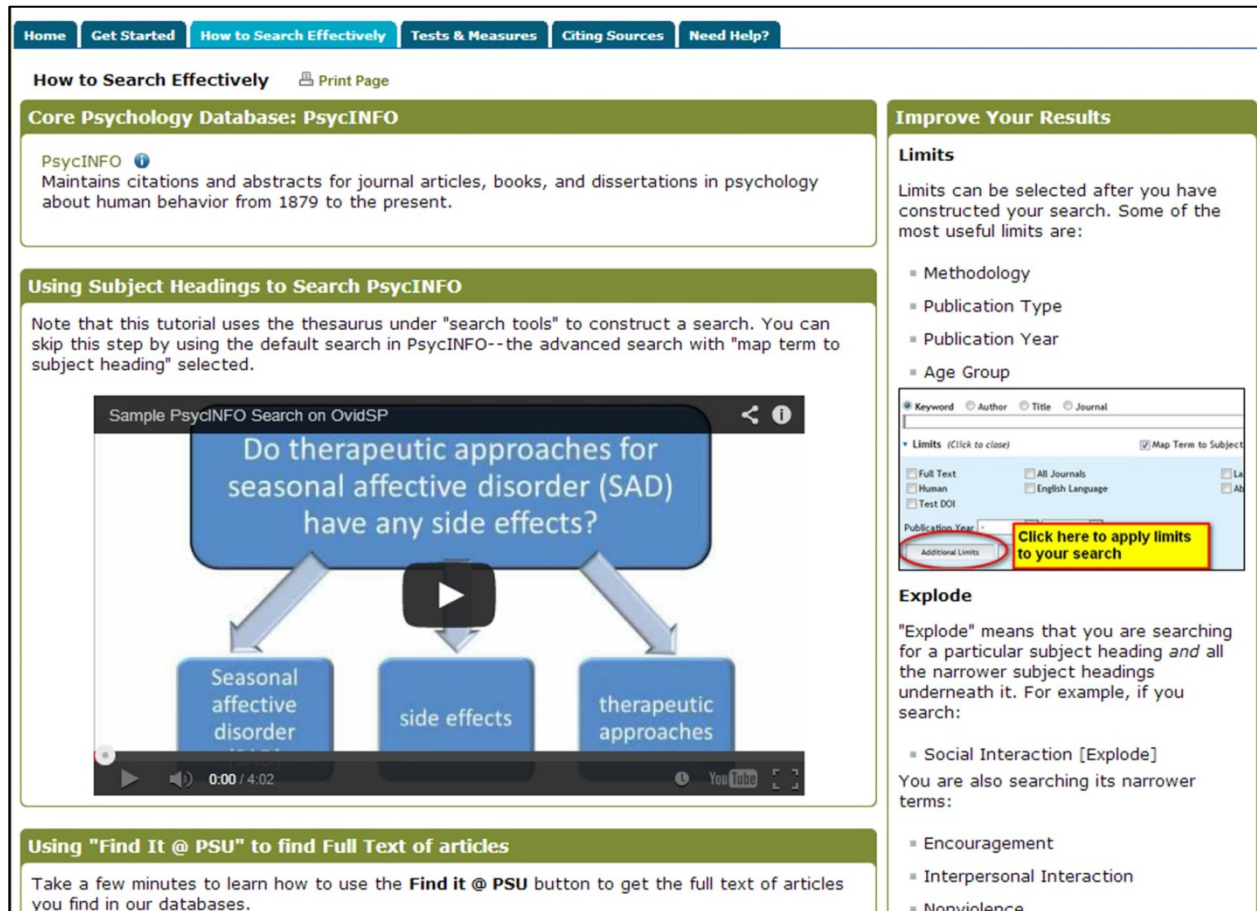 Home Get Started How to Search Effectively Tests & Measures Citing Sources Need Help?
How to Search Effectively Print Page
Core Psychology Database: PsycINFO
PsycINFO
Maintains citations and abstracts for journal articles, books, and dissertations in psychology
about human behavior from 1879 to the present.
Using Subject Headings to Search PsycINFO
Note that this tutorial uses the thesaurus under "search tools" to construct a search. You can
skip this step by using the default search in PsycINFO--the advanced search with "map term to
subject heading" selected.
Sample PsycINFO Search on OvidSP
Do therapeutic approaches for
seasonal affective disorder (SAD)
have any side effects?
Seasonal
affective
disorder
(SAD)
side effects
therapeutic
approaches
0:00 / 4:02
YouTube
Using "Find It @ PSU" to find Full Text of articles
Take a few minutes to learn how to use the Find it @ PSU button to get the full text of articles
you find in our databases.
Improve Your Results
Limits
Limits can be selected after you have
constructed your search. Some of the
most useful limits are:
Methodology
Publication Type
Publication Year
Age Group
Keyword Author Title Journal
Limits (Click to close) Map Term to Subject
Full Text All Journals La
Human English Language Ab
Test DOI
Publication Year -
Additional Limits
Click here to apply limits
to your search
Explode
"Explode" means that you are searching
for a particular subject heading and all
the narrower subject headings
underneath it. For example, if you
search:
Social Interaction [Explode]
You are also searching its narrower
terms:
Encouragement
Interpersonal Interaction
Nonviolence